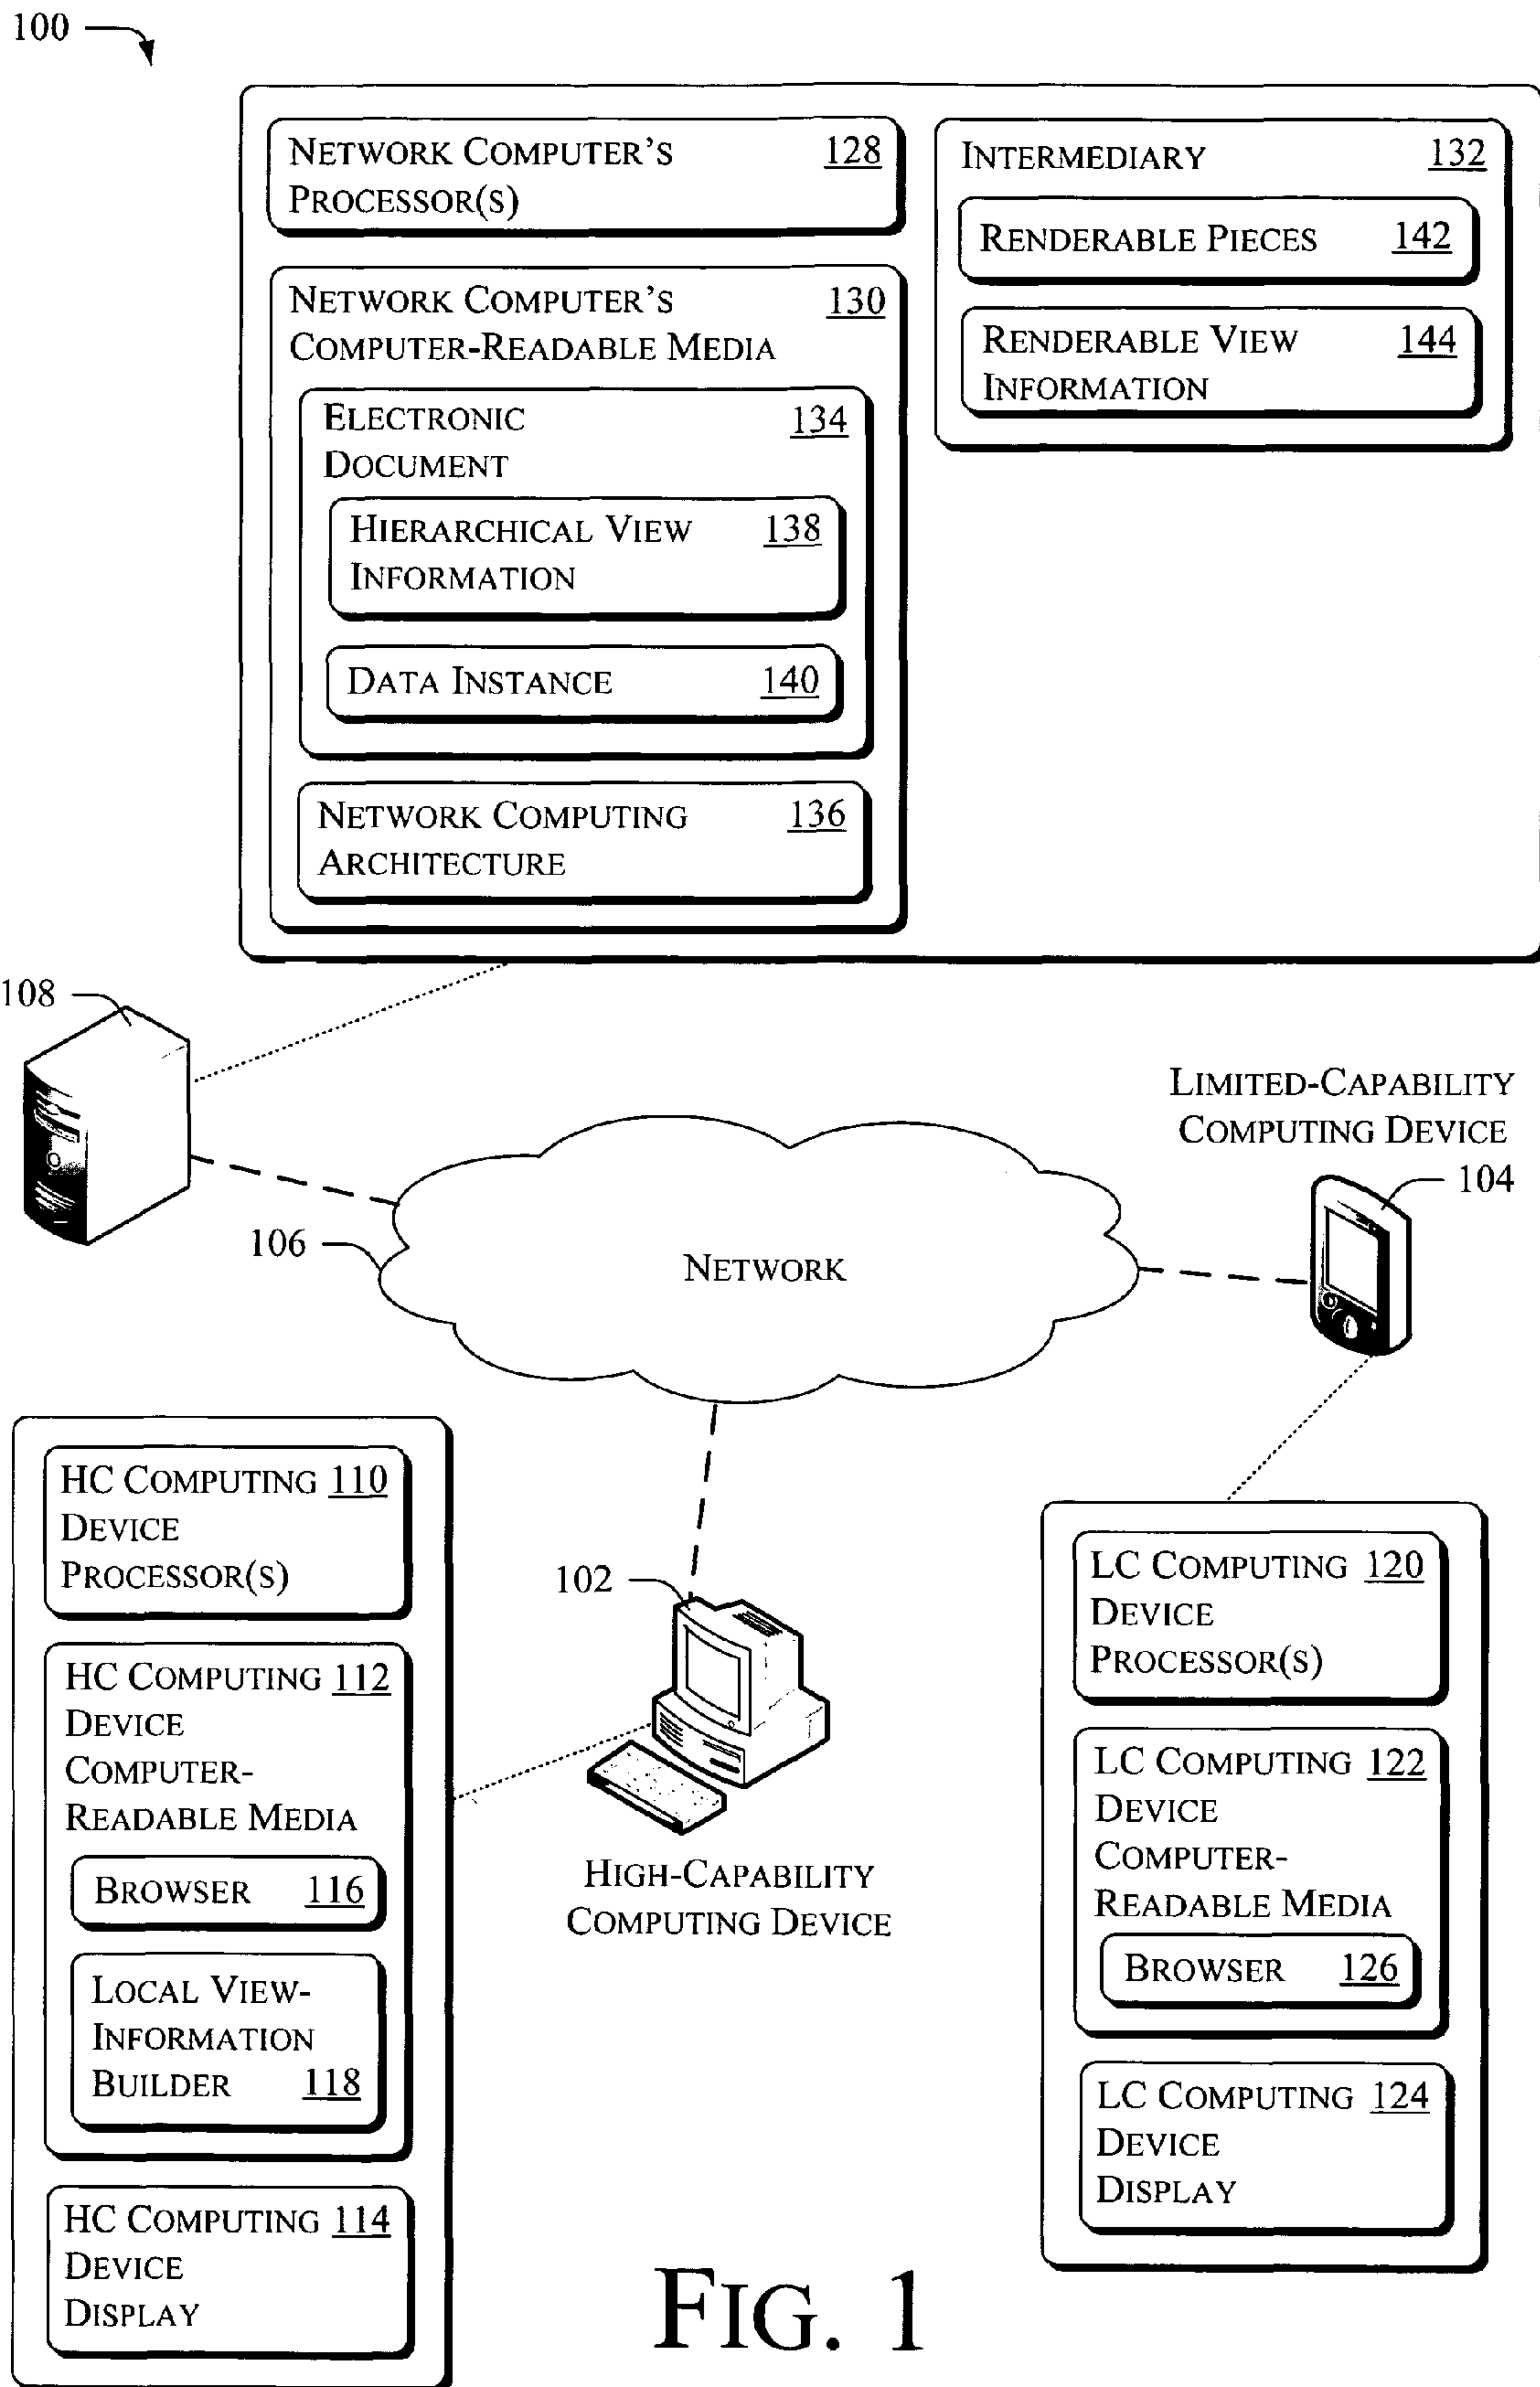 100
NETWORK COMPUTER'S 128
PROCESSOR(S)
INTERMEDIARY 132
RENDERABLE PIECES 142
RENDERABLE VIEW 144
INFORMATION
NETWORK COMPUTER'S 130
COMPUTER-READABLE MEDIA
ELECTRONIC 134
DOCUMENT
HIERARCHICAL VIEW 138
INFORMATION
DATA INSTANCE 140
NETWORK COMPUTING 136
ARCHITECTURE
108
LIMITED-CAPABILITY
COMPUTING DEVICE
104
106
NETWORK
HC COMPUTING 110
DEVICE
PROCESSOR(S)
HC COMPUTING 112
DEVICE
COMPUTER-
READABLE MEDIA
BROWSER 116
LOCAL VIEW-
INFORMATION
BUILDER 118
HC COMPUTING 114
DEVICE
DISPLAY
102
HIGH-CAPABILITY
COMPUTING DEVICE
LC COMPUTING 120
DEVICE
PROCESSOR(S)
LC COMPUTING 122
DEVICE
COMPUTER-
READABLE MEDIA
BROWSER 126
LC COMPUTING 124
DEVICE
DISPLAY
FIG. 1